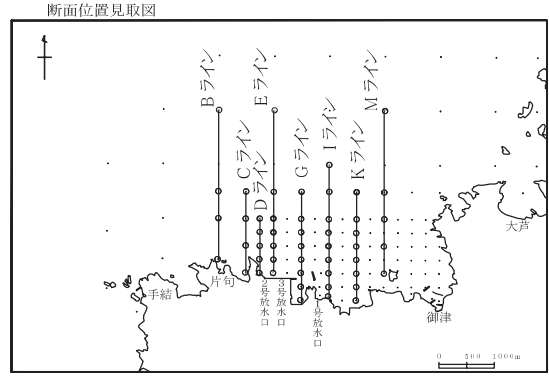 断面位置見取図
Bライン
Cライン
Dライン
Eライン
Gライン
Iライン
Kライン
Mライン
大芦
手結
片句
2号放水口
3号放水口
1号放水口
御津
0 500 1000m